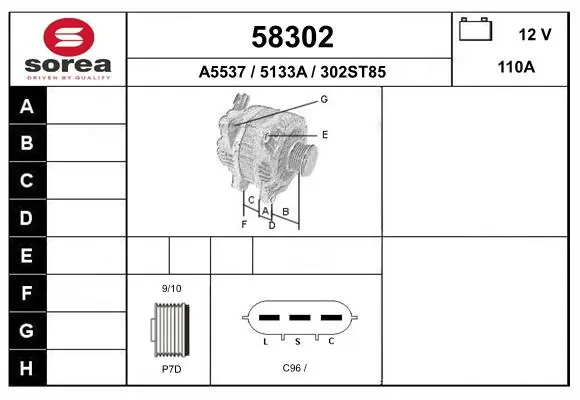 58302
A5537 / 5133A / 302ST85
sorea
DRIVEN BY QUALITY
12 V
110A
A
B
C
D
E
F
G
H
G
E
C
A
B
F
D
9/10
P7D
L S C
C96 /